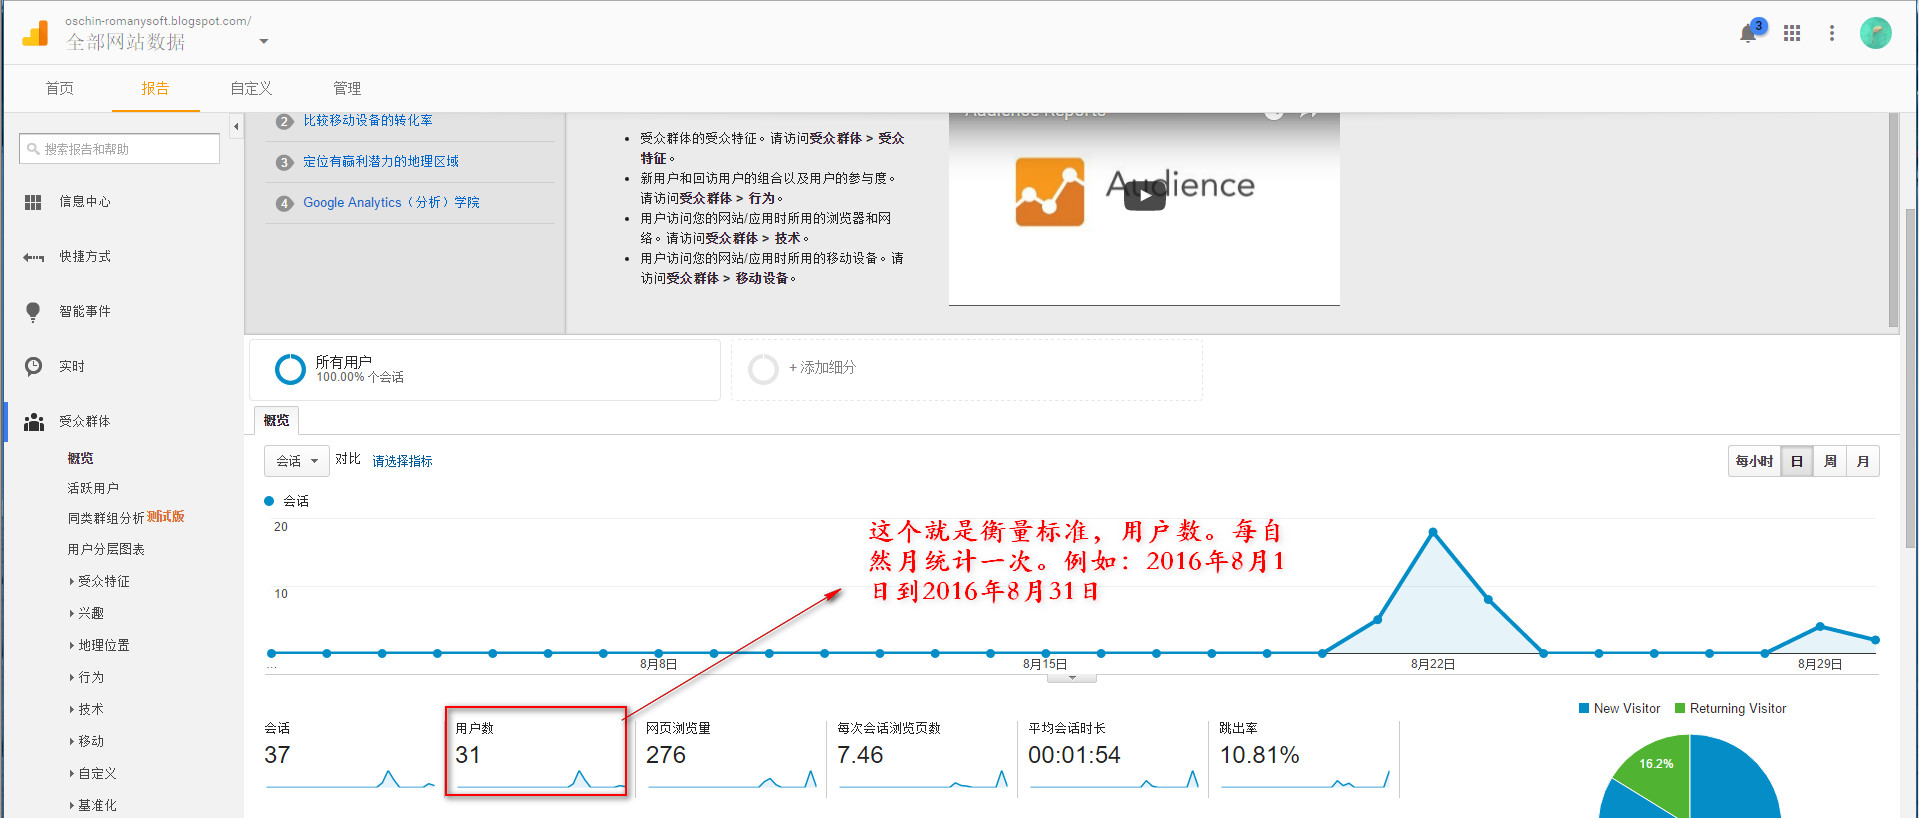 oschin-romanysoft.blogspot.com/
全部网站数据
3
首页 报告 自定义 管理
搜索报告和帮助
信息中心
快捷方式
智能事件
实时
受众群体
概览
活跃用户
同类群组分析测试版
用户分层图表
受众特征
兴趣
地理位置
行为
技术
移动
自定义
基准化
2 比较移动设备的转化率
3 定位有赢利潜力的地理区域
4 Google Analytics（分析）学院
受众群体的受众特征。请访问受众群体 > 受众
特征。
新用户和回访用户的组合以及用户的参与度。
请访问受众群体 > 行为。
用户访问您的网站/应用时所用的浏览器和网
络。请访问受众群体 > 技术。
用户访问您的网站/应用时所用的移动设备。请
访问受众群体 > 移动设备。
Audience Reports
Audience
所有用户
100.00% 个会话
+ 添加细分
概览
会话 对比 请选择指标
每小时 日 周 月
会话
20
10
这个就是衡量标准，用户数。每自
然月统计一次。例如：2016年8月1
日到2016年8月31日
... 8月8日 8月15日 8月22日 8月29日
会话
37
用户数
31
网页浏览量
276
每次会话浏览页数
7.46
平均会话时长
00:01:54
跳出率
10.81%
New Visitor Returning Visitor
16.2%